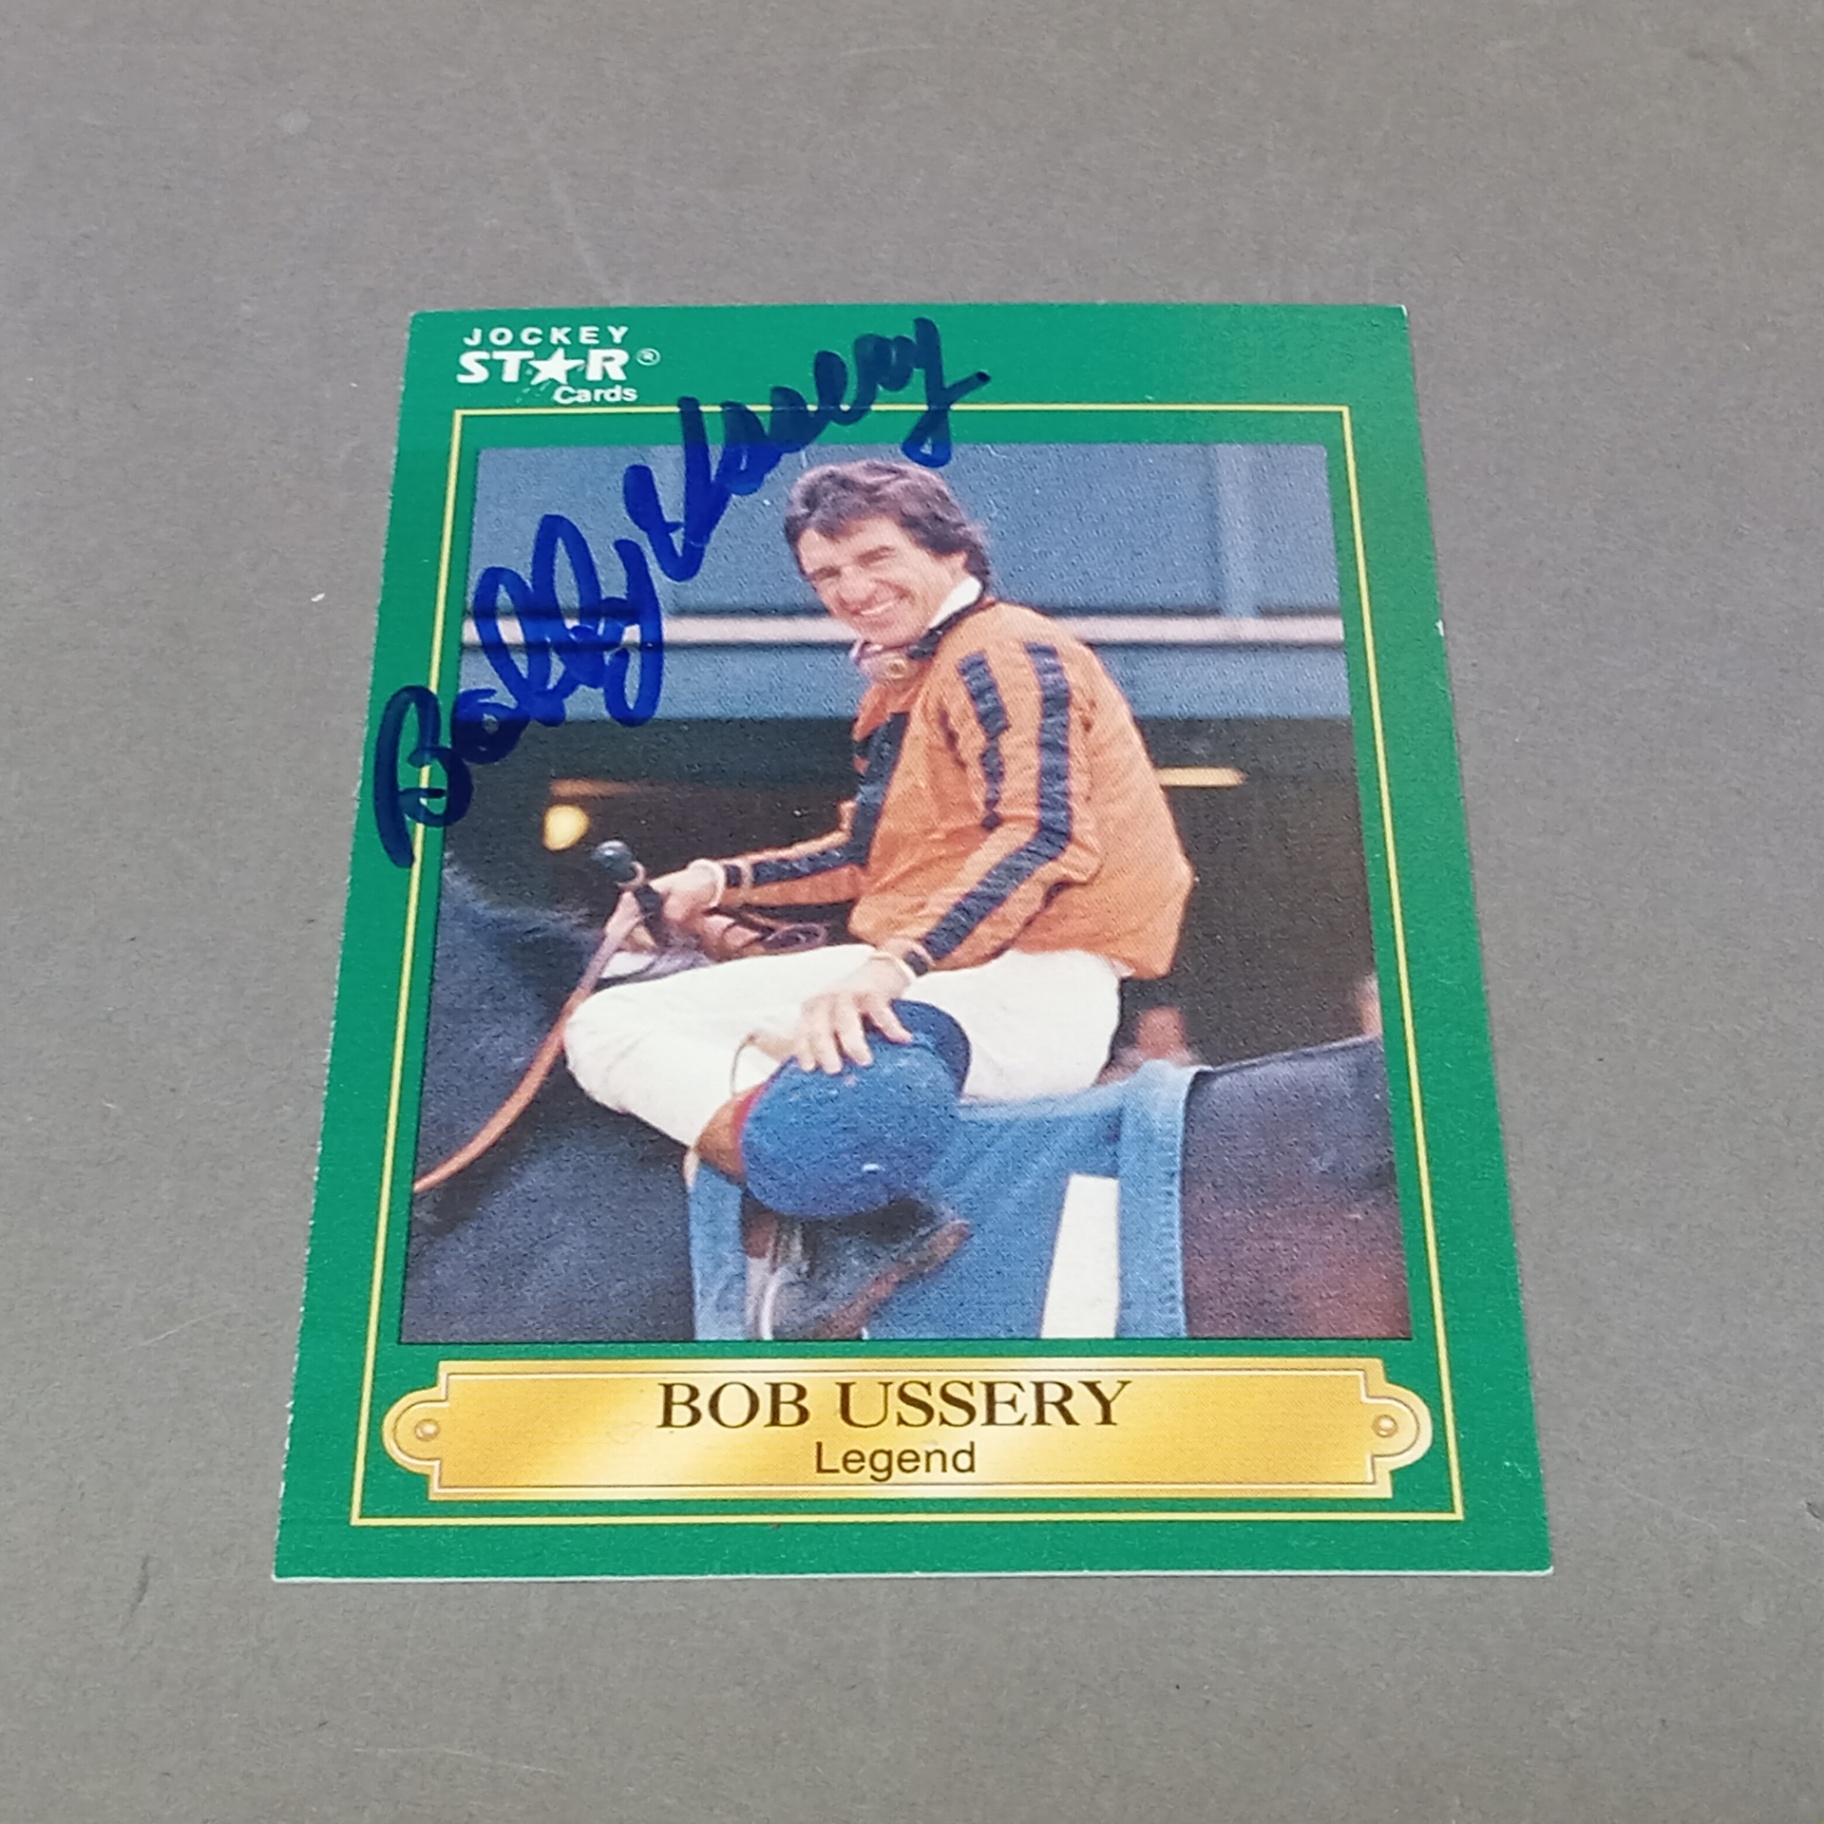 JOCKEY
STAR®
Cards
Bobby Ussery
BOB USSERY
Legend